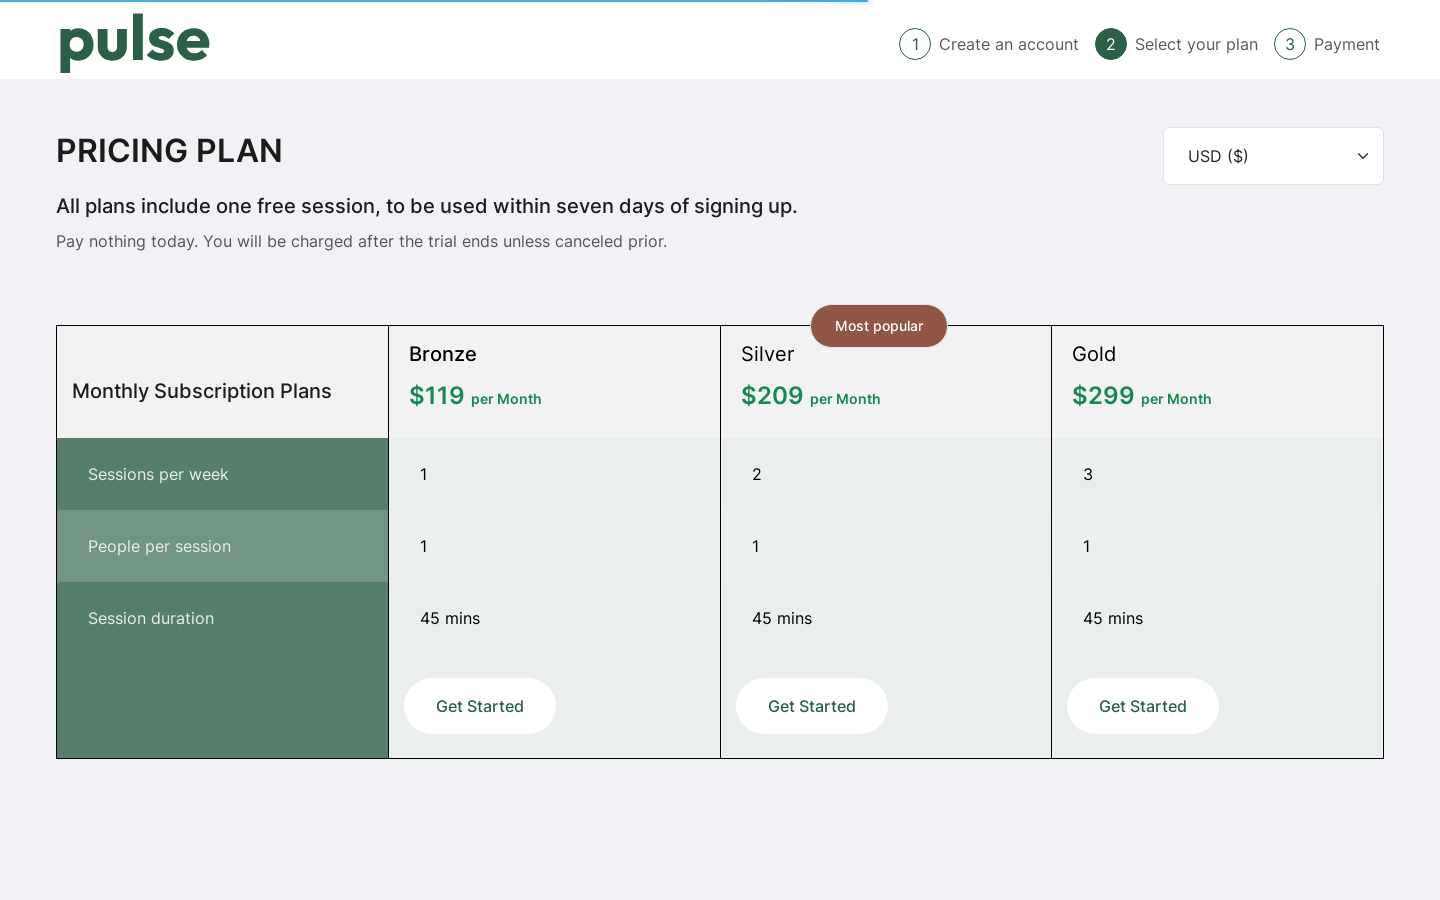 pulse
1 Create an account 2 Select your plan 3 Payment
PRICING PLAN
USD ($)
All plans include one free session, to be used within seven days of signing up.
Pay nothing today. You will be charged after the trial ends unless canceled prior.
Most popular
Monthly Subscription Plans
Bronze
$119 per Month
Silver
$209 per Month
Gold
$299 per Month
Sessions per week 1 2 3
People per session 1 1 1
Session duration 45 mins 45 mins 45 mins
Get Started Get Started Get Started